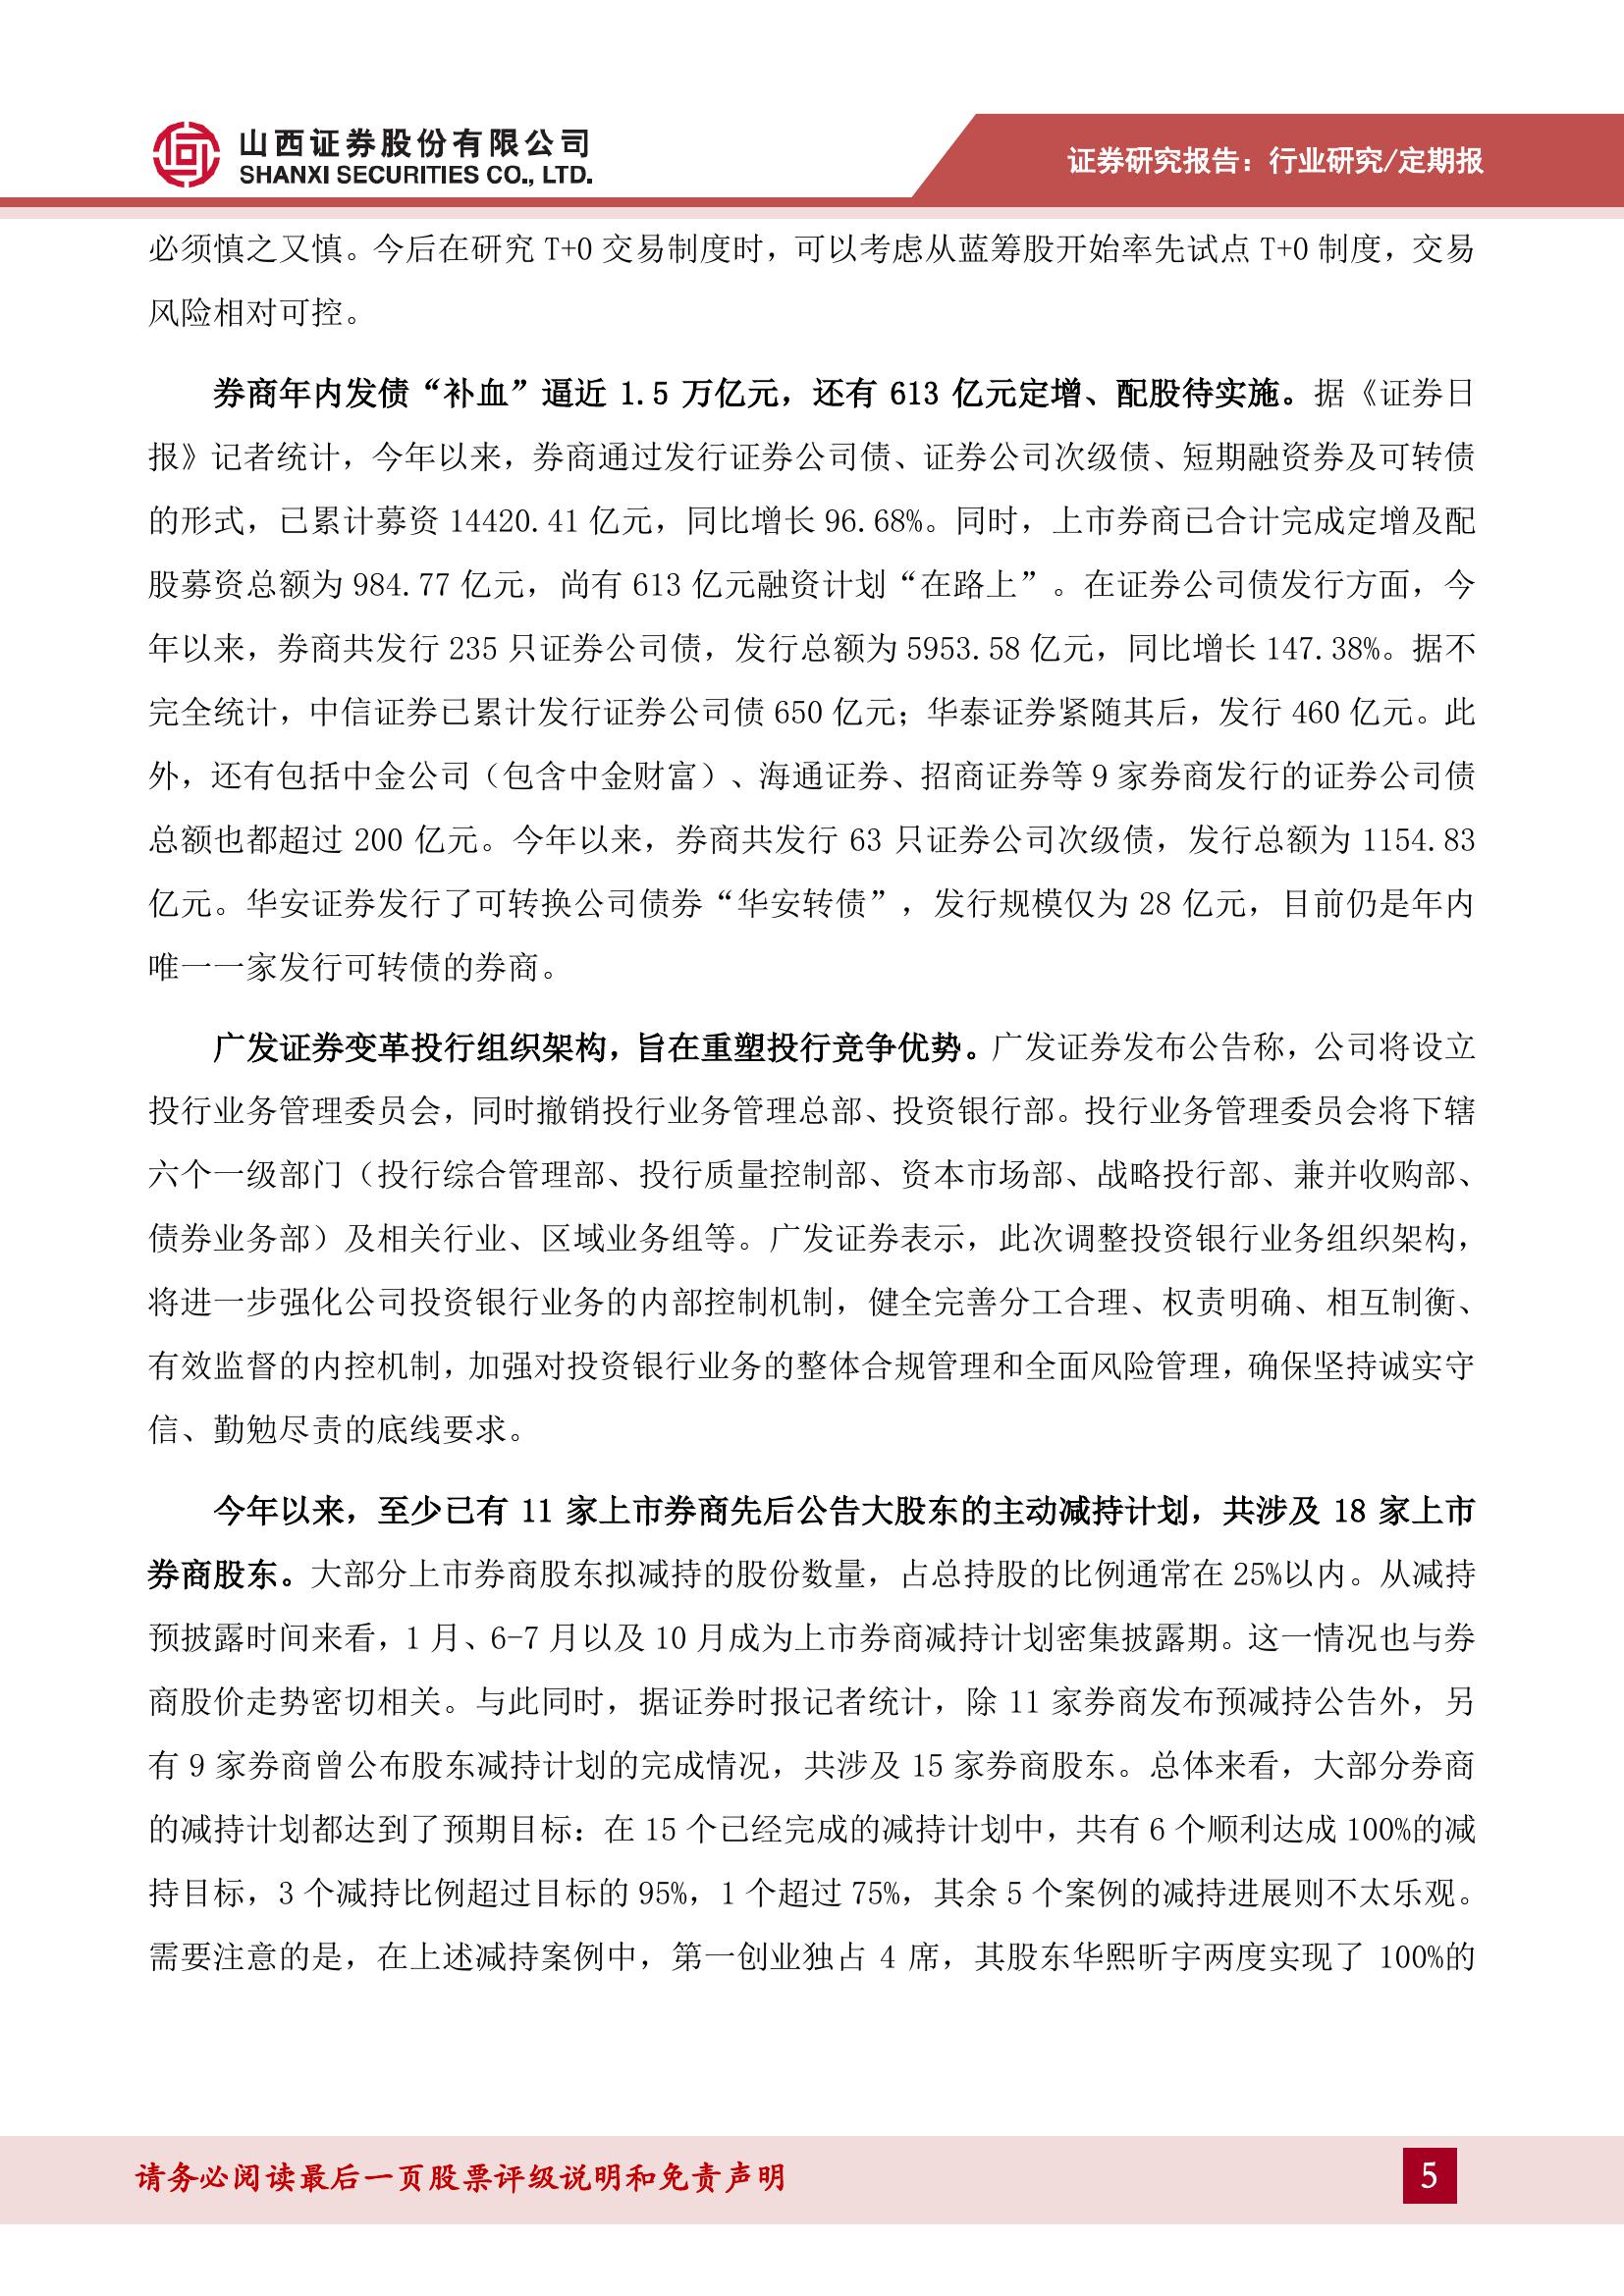 山西证券股份有限公司
SHANXI SECURITIES CO., LTD.
证券研究报告：行业研究/定期报
必须慎之又慎。今后在研究 T+0 交易制度时，可以考虑从蓝筹股开始率先试点 T+0 制度，交易
风险相对可控。
券商年内发债“补血”逼近 1.5 万亿元，还有 613 亿元定增、配股待实施。据《证券日
报》记者统计，今年以来，券商通过发行证券公司债、证券公司次级债、短期融资券及可转债
的形式，已累计募资 14420.41 亿元，同比增长 96.68%。同时，上市券商已合计完成定增及配
股募资总额为 984.77 亿元，尚有 613 亿元融资计划“在路上”。在证券公司债发行方面，今
年以来，券商共发行 235 只证券公司债，发行总额为 5953.58 亿元，同比增长 147.38%。据不
完全统计，中信证券已累计发行证券公司债 650 亿元；华泰证券紧随其后，发行 460 亿元。此
外，还有包括中金公司（包含中金财富）、海通证券、招商证券等 9 家券商发行的证券公司债
总额也都超过 200 亿元。今年以来，券商共发行 63 只证券公司次级债，发行总额为 1154.83
亿元。华安证券发行了可转换公司债券“华安转债”，发行规模仅为 28 亿元，目前仍是年内
唯一一家发行可转债的券商。
广发证券变革投行组织架构，旨在重塑投行竞争优势。广发证券发布公告称，公司将设立
投行业务管理委员会，同时撤销投行业务管理总部、投资银行部。投行业务管理委员会将下辖
六个一级部门（投行综合管理部、投行质量控制部、资本市场部、战略投行部、兼并收购部、
债券业务部）及相关行业、区域业务组等。广发证券表示，此次调整投资银行业务组织架构，
将进一步强化公司投资银行业务的内部控制机制，健全完善分工合理、权责明确、相互制衡、
有效监督的内控机制，加强对投资银行业务的整体合规管理和全面风险管理，确保坚持诚实守
信、勤勉尽责的底线要求。
今年以来，至少已有 11 家上市券商先后公告大股东的主动减持计划，共涉及 18 家上市
券商股东。大部分上市券商股东拟减持的股份数量，占总持股的比例通常在 25%以内。从减持
预披露时间来看，1 月、6-7 月以及 10 月成为上市券商减持计划密集披露期。这一情况也与券
商股价走势密切相关。与此同时，据证券时报记者统计，除 11 家券商发布预减持公告外，另
有 9 家券商曾公布股东减持计划的完成情况，共涉及 15 家券商股东。总体来看，大部分券商
的减持计划都达到了预期目标：在 15 个已经完成的减持计划中，共有 6 个顺利达成 100%的减
持目标，3 个减持比例超过目标的 95%，1 个超过 75%，其余 5 个案例的减持进展则不太乐观。
需要注意的是，在上述减持案例中，第一创业独占 4 席，其股东华熙昕宇两度实现了 100%的
请务必阅读最后一页股票评级说明和免责声明
5